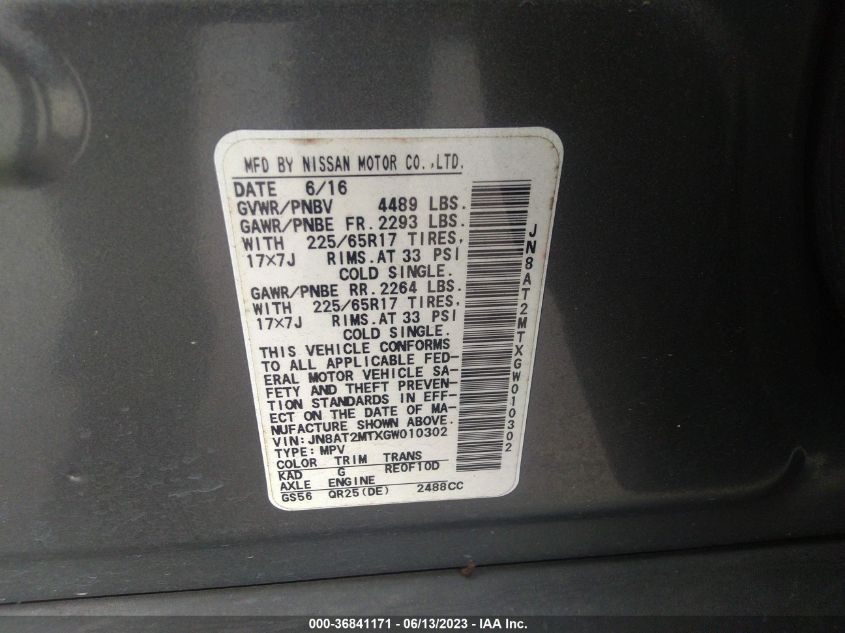 MFD BY NISSAN MOTOR CO.,LTD.
DATE 6/16
GVWR/PNBV 4489 LBS.
GAWR/PNBE FR. 2293 LBS.
WITH 225/65R17 TIRES,
17×7J RIMS.AT 33 PSI
COLD SINGLE.
GAWR/PNBE RR. 2264 LBS.
WITH 225/65R17 TIRES,
17×7J RIMS.AT 33 PSI
COLD SINGLE.
THIS VEHICLE CONFORMS
TO ALL APPLICABLE FED-
ERAL MOTOR VEHICLE SA-
FETY AND THEFT PREVEN-
TION STANDARDS IN EFF-
ECT ON THE DATE OF MA-
NUFACTURE SHOWN ABOVE.
VIN: JN8AT2MTXGW010302
TYPE: MPV
COLOR TRIM TRANS
KAD G RE0F10D
AXLE ENGINE
GS56 QR25(DE) 2488CC
JN8AT2MTXGW010302
000-36841171 - 06/13/2023 - IAA Inc.